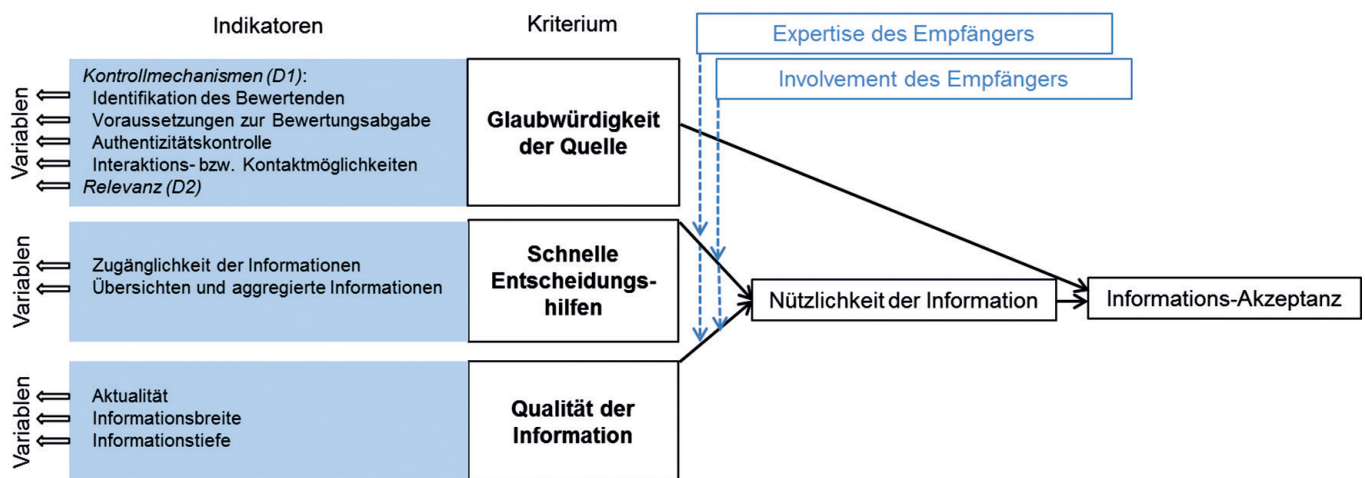 Indikatoren
Kriterium
Expertise des Empfängers
Involvement des Empfängers
Variablen
Kontrollmechanismen (D1):
Identifikation des Bewertenden
Voraussetzungen zur Bewertungsabgabe
Authentizitätskontrolle
Interaktions- bzw. Kontaktmöglichkeiten
Relevanz (D2)
Glaubwürdigkeit
der Quelle
Variablen
Zugänglichkeit der Informationen
Übersichten und aggregierte Informationen
Schnelle
Entscheidungs-
hilfen
Nützlichkeit der Information
Informations-Akzeptanz
Variablen
Aktualität
Informationsbreite
Informationstiefe
Qualität der
Information